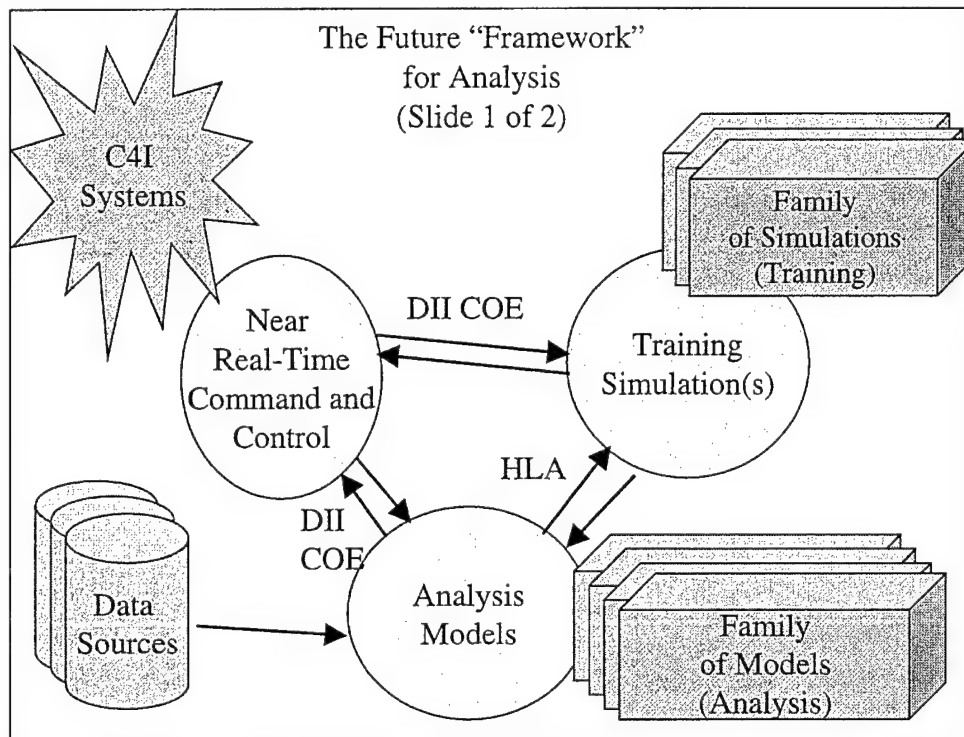 The Future “Framework”
for Analysis
(Slide 1 of 2)
C4I
Systems
Family
of Simulations
(Training)
Near
Real-Time
Command and
Control
DII COE
Training
Simulation(s)
HLA
DII
COE
Data
Sources
Analysis
Models
Family
of Models
(Analysis)